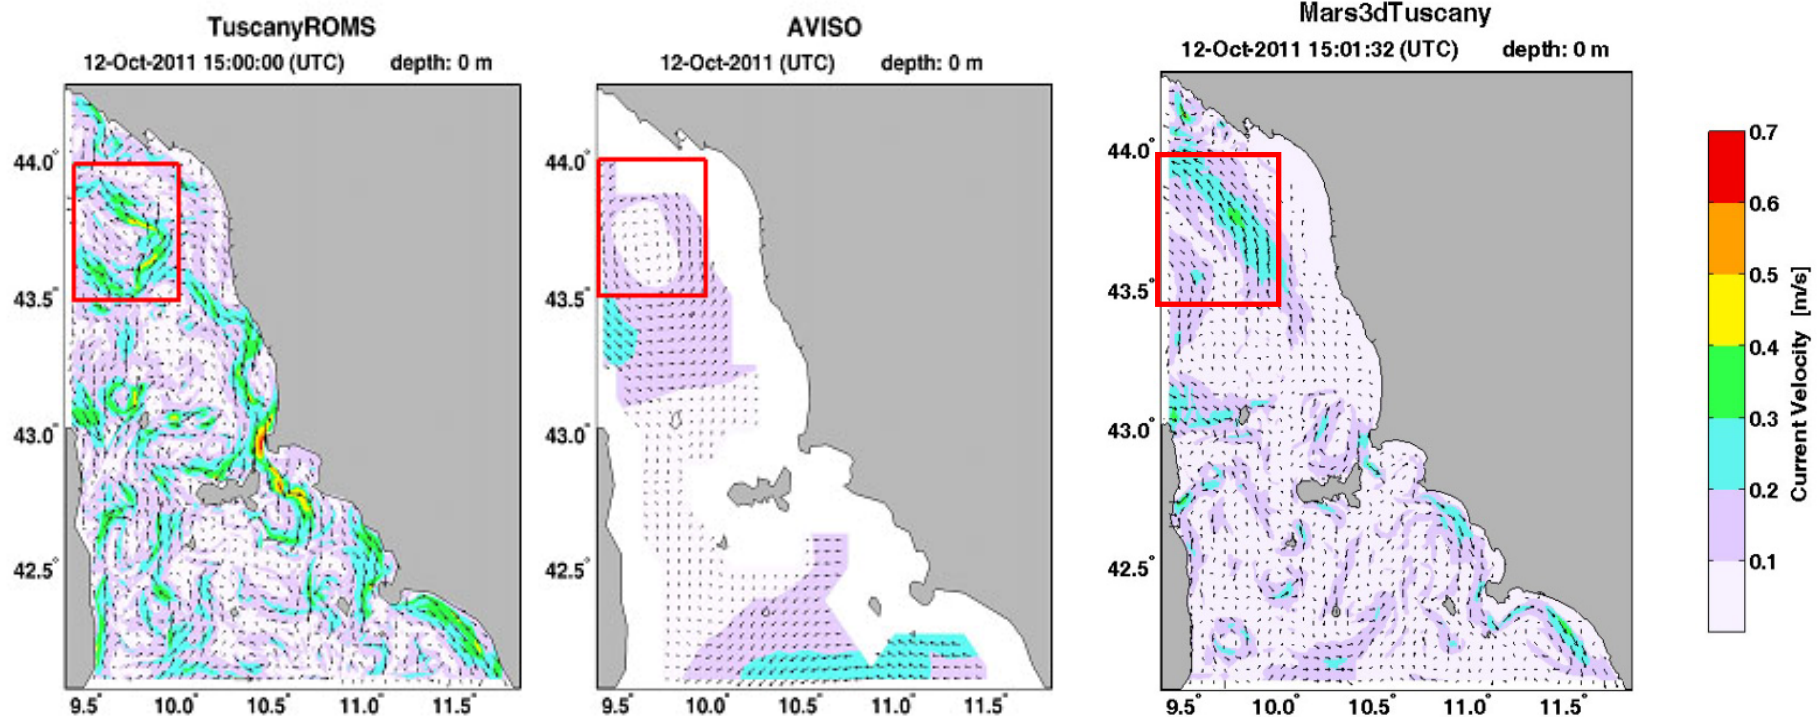 TuscanyROMS
12-Oct-2011 15:00:00 (UTC) depth: 0 m
44.0°
43.5°
43.0°
42.5°
9.5° 10.0° 10.5° 11.0° 11.5°
AVISO
12-Oct-2011 (UTC) depth: 0 m
44.0°
43.5°
43.0°
42.5°
9.5° 10.0° 10.5° 11.0° 11.5°
Mars3dTuscany
12-Oct-2011 15:01:32 (UTC) depth: 0 m
44.0°
43.5°
43.0°
42.5°
9.5° 10.0° 10.5° 11.0° 11.5°
0.7
0.6
0.5
0.4
0.3
0.2
0.1
Current Velocity [m/s]